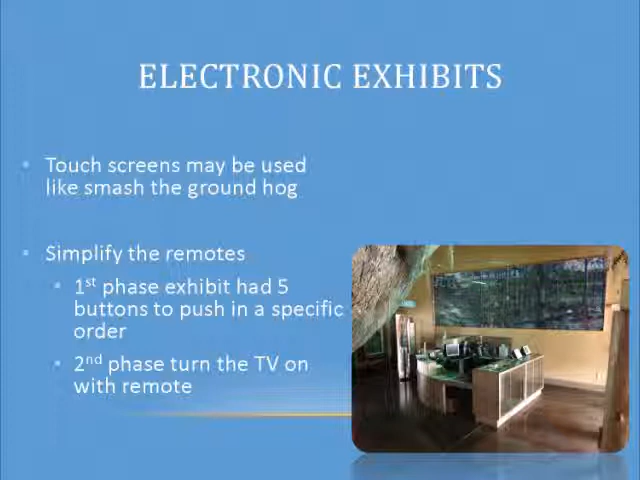 ELECTRONIC EXHIBITS
• Touch screens may be used
like smash the ground hog
• Simplify the remotes
• 1st phase exhibit had 5
buttons to push in a specific
order
• 2nd phase turn the TV on
with remote